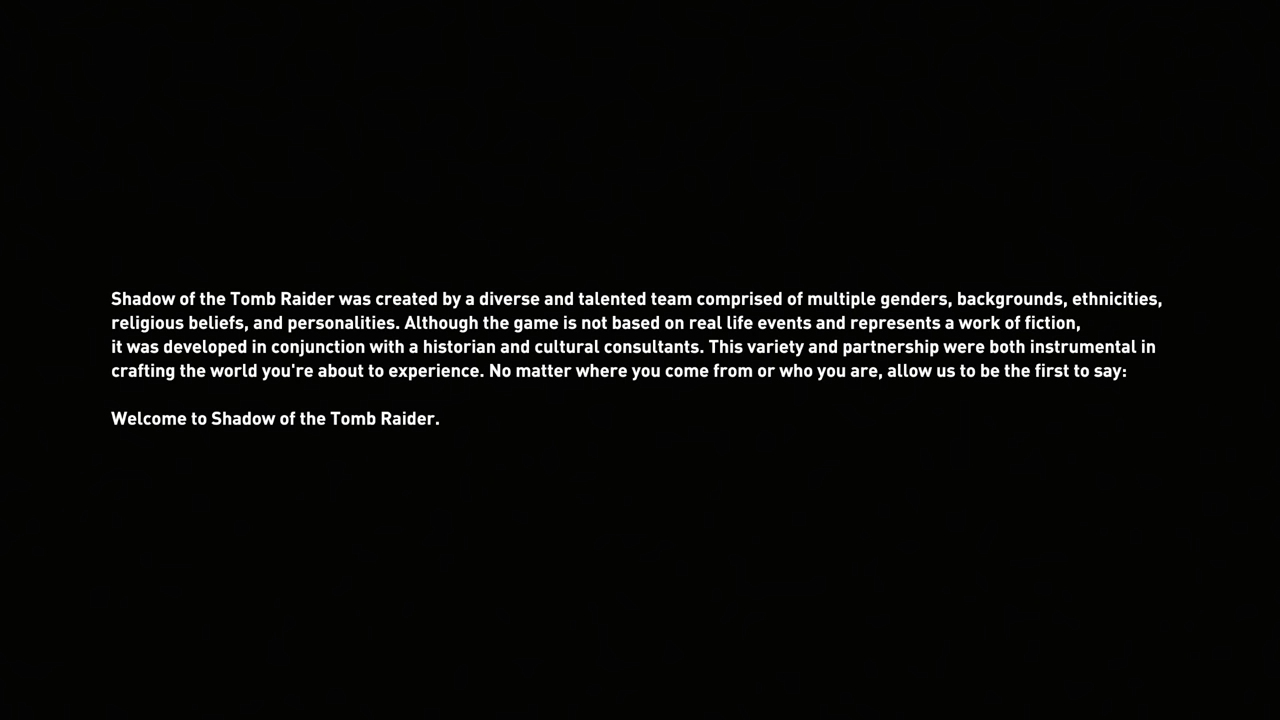 Shadow of the Tomb Raider was created by a diverse and talented team comprised of multiple genders, backgrounds, ethnicities,
religious beliefs, and personalities. Although the game is not based on real life events and represents a work of fiction,
it was developed in conjunction with a historian and cultural consultants. This variety and partnership were both instrumental in
crafting the world you're about to experience. No matter where you come from or who you are, allow us to be the first to say:
Welcome to Shadow of the Tomb Raider.